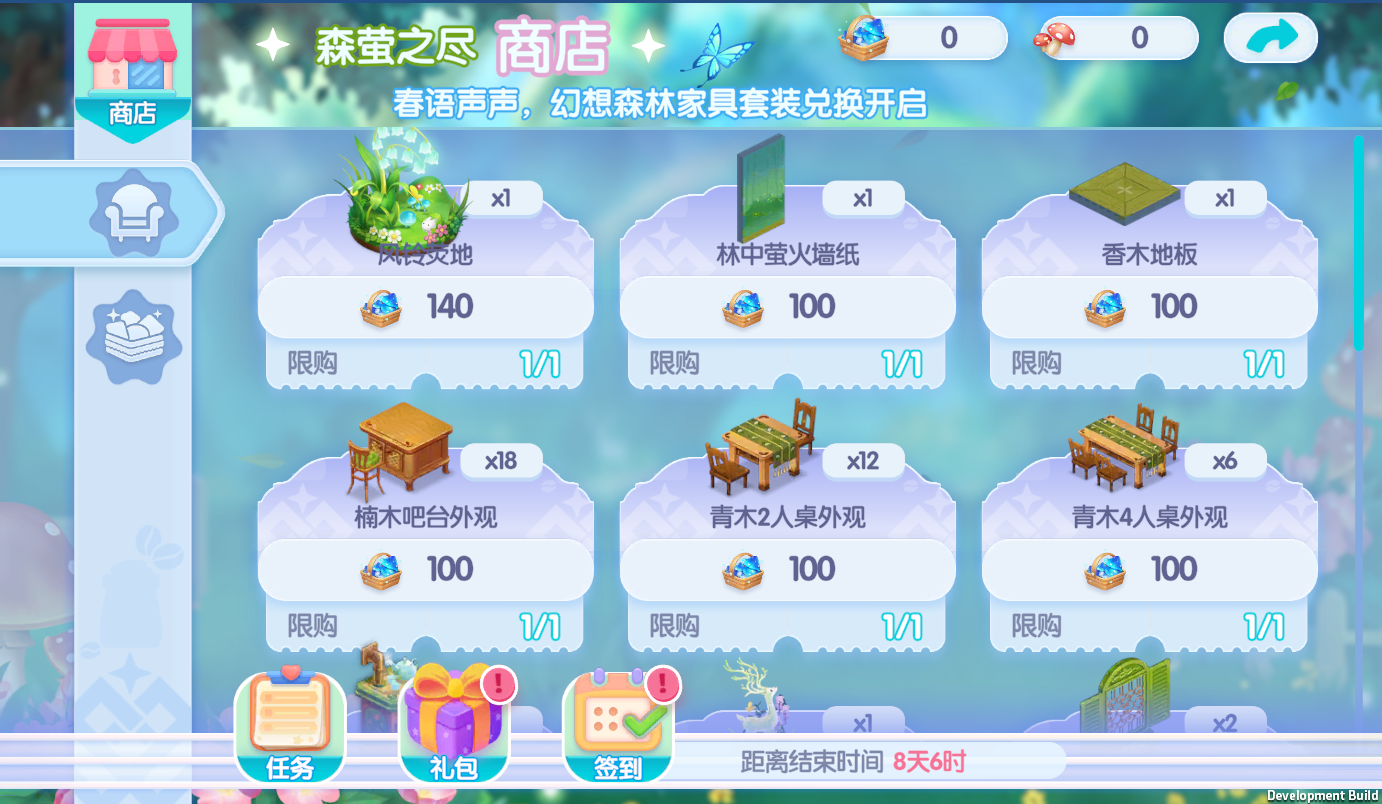 商店
森萤之尽 商店
0
0
春语声声，幻想森林家具套装兑换开启
x1
x1
x1
风铃灵地
林中萤火墙纸
香木地板
140
100
100
限购 1/1
限购 1/1
限购 1/1
x18
x12
x6
楠木吧台外观
青木2人桌外观
青木4人桌外观
100
100
100
限购 1/1
限购 1/1
限购 1/1
x1
x2
任务
礼包
签到
距离结束时间 8天6时
Development Build